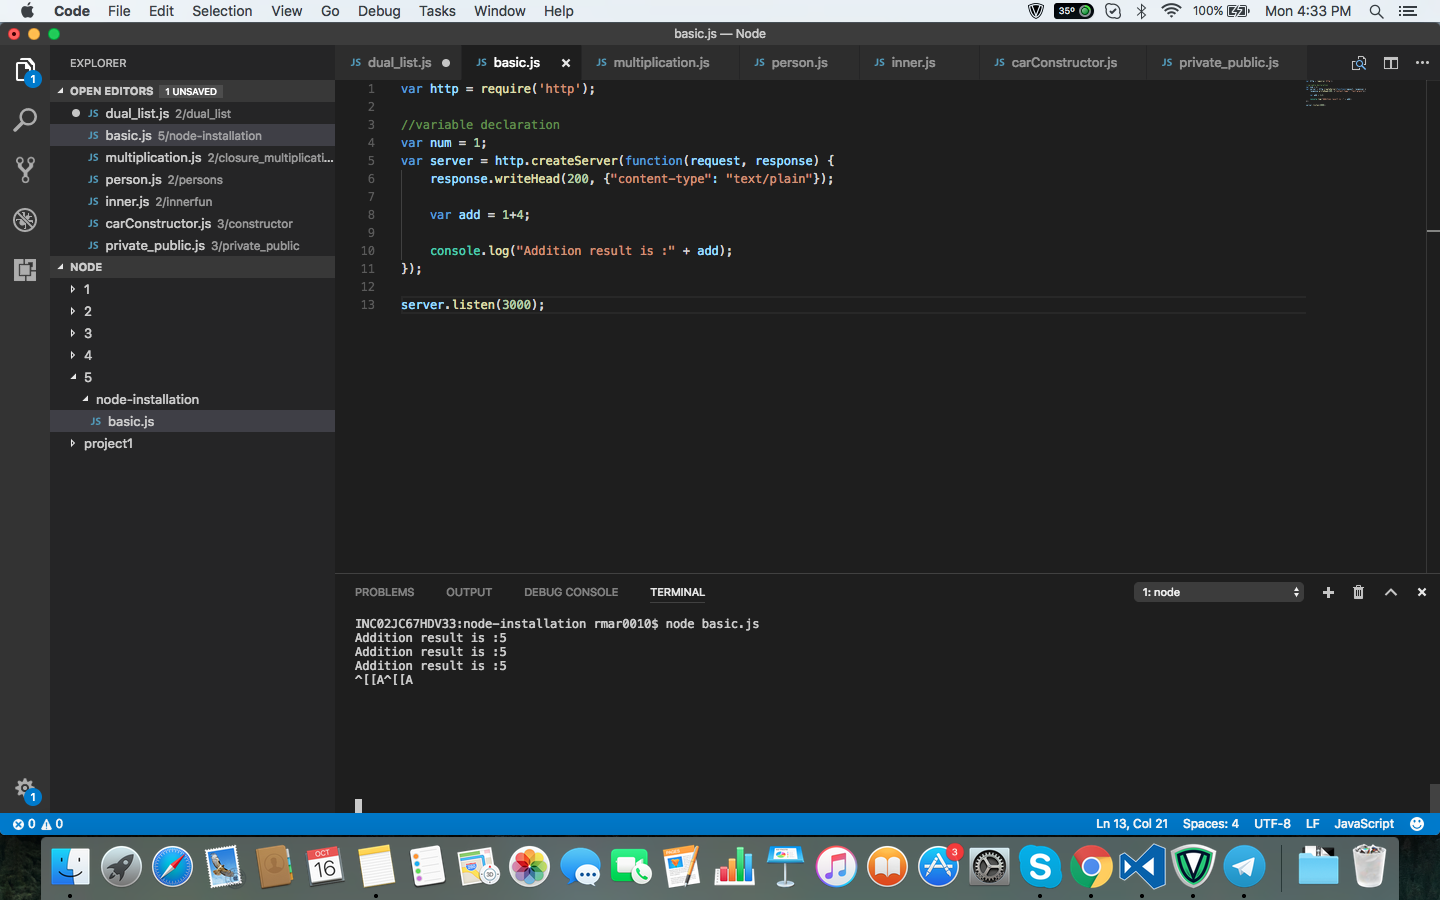 Code File Edit Selection View Go Debug Tasks Window Help 35° 100% Mon 4:33 PM
basic.js — Node
EXPLORER
OPEN EDITORS 1 UNSAVED
dual_list.js 2/dual_list
JS basic.js 5/node-installation
JS multiplication.js 2/closure_multiplicati...
JS person.js 2/persons
JS inner.js 2/innerfun
JS carConstructor.js 3/constructor
JS private_public.js 3/private_public
NODE
1
2
3
4
5
node-installation
JS basic.js
project1
1
1
JS dual_list.js JS basic.js JS multiplication.js JS person.js JS inner.js JS carConstructor.js JS private_public.js
1 var http = require('http');
2
3 //variable declaration
4 var num = 1;
5 var server = http.createServer(function(request, response) {
6 response.writeHead(200, {"content-type": "text/plain"});
7
8 var add = 1+4;
9
10 console.log("Addition result is :" + add);
11 });
12
13 server.listen(3000);
PROBLEMS OUTPUT DEBUG CONSOLE TERMINAL 1: node
INC02JC67HDV33:node-installation rmar0010$ node basic.js
Addition result is :5
Addition result is :5
Addition result is :5
^[[A^[[A
0 0 Ln 13, Col 21 Spaces: 4 UTF-8 LF JavaScript
OCT
16
3